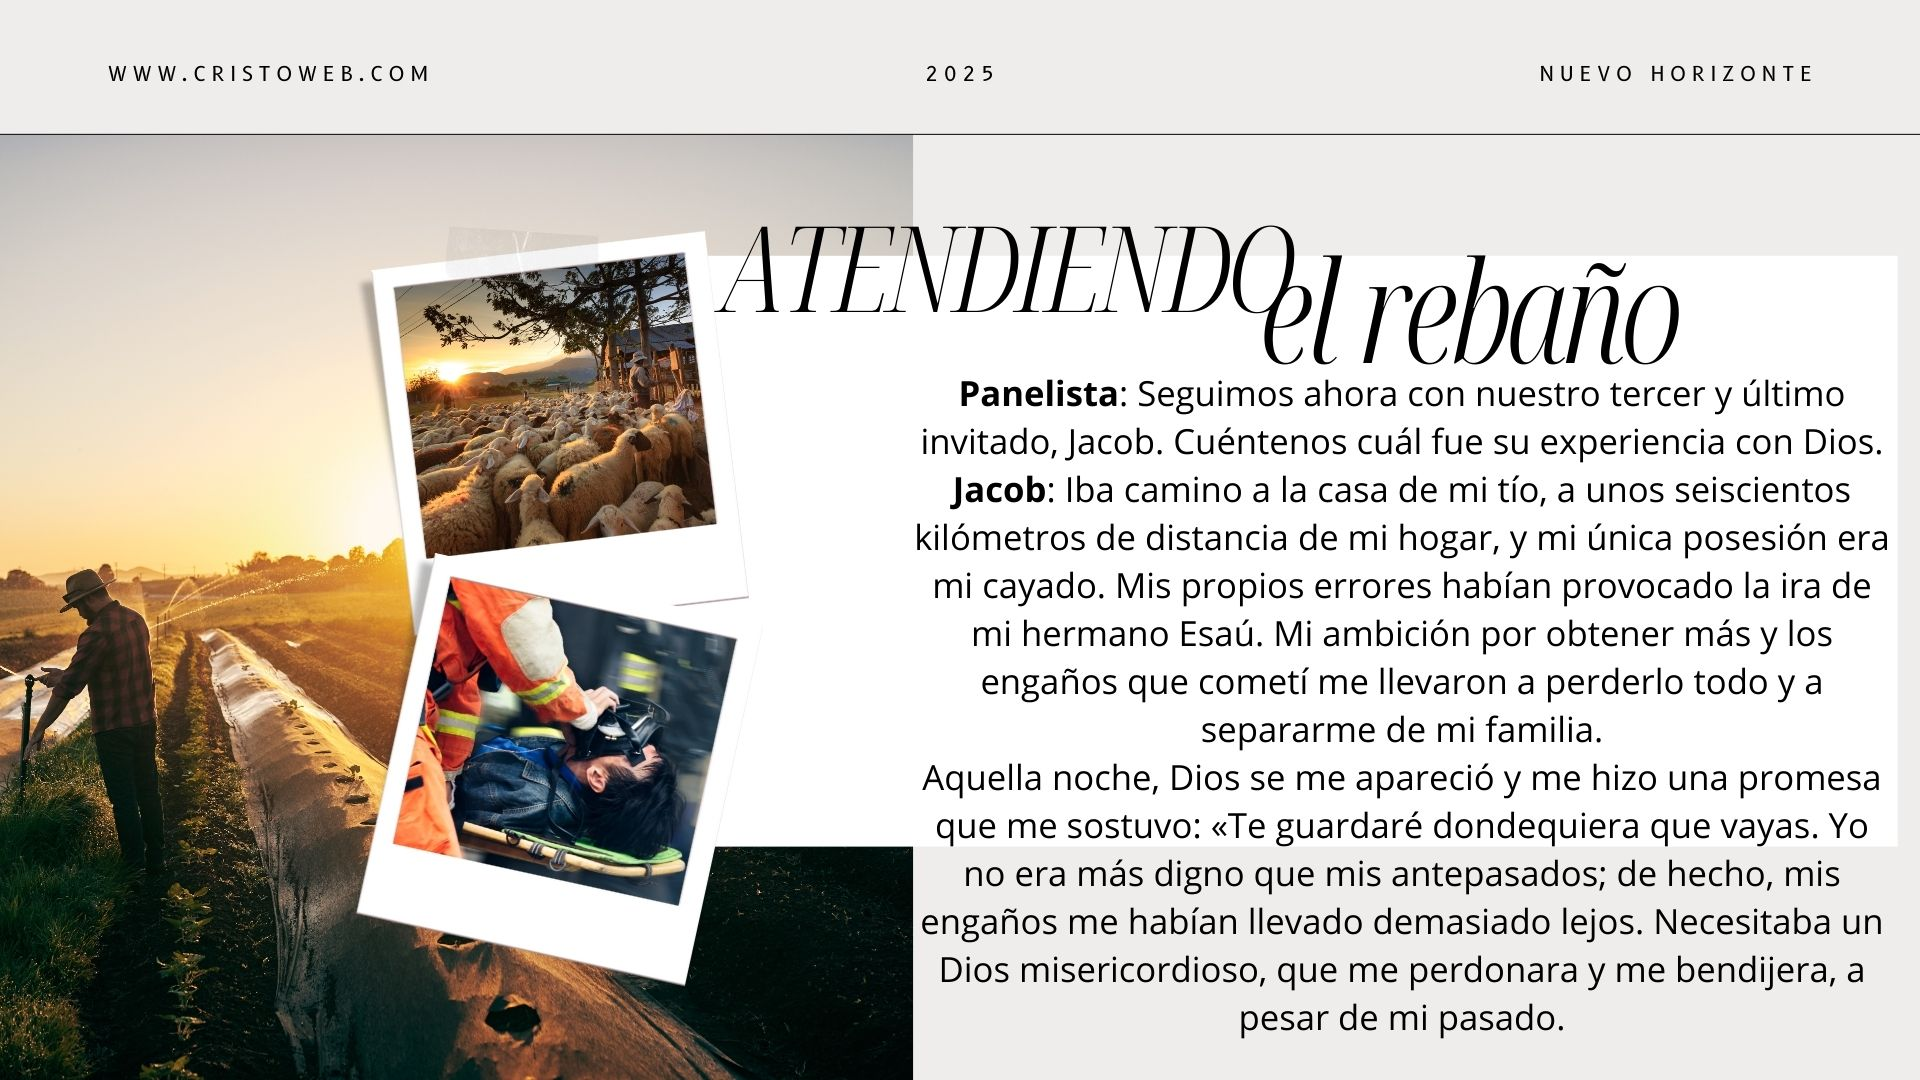 WWW.CRISTOWEB.COM
2025
NUEVO HORIZONTE
ATENDIENDO
el rebaño
Panelista: Seguimos ahora con nuestro tercer y último
invitado, Jacob. Cuéntenos cuál fue su experiencia con Dios.
Jacob: Iba camino a la casa de mi tío, a unos seiscientos
kilómetros de distancia de mi hogar, y mi única posesión era
mi cayado. Mis propios errores habían provocado la ira de
mi hermano Esaú. Mi ambición por obtener más y los
engaños que cometí me llevaron a perderlo todo y a
separarme de mi familia.
Aquella noche, Dios se me apareció y me hizo una promesa
que me sostuvo: «Te guardaré dondequiera que vayas. Yo
no era más digno que mis antepasados; de hecho, mis
engaños me habían llevado demasiado lejos. Necesitaba un
Dios misericordioso, que me perdonara y me bendijera, a
pesar de mi pasado.